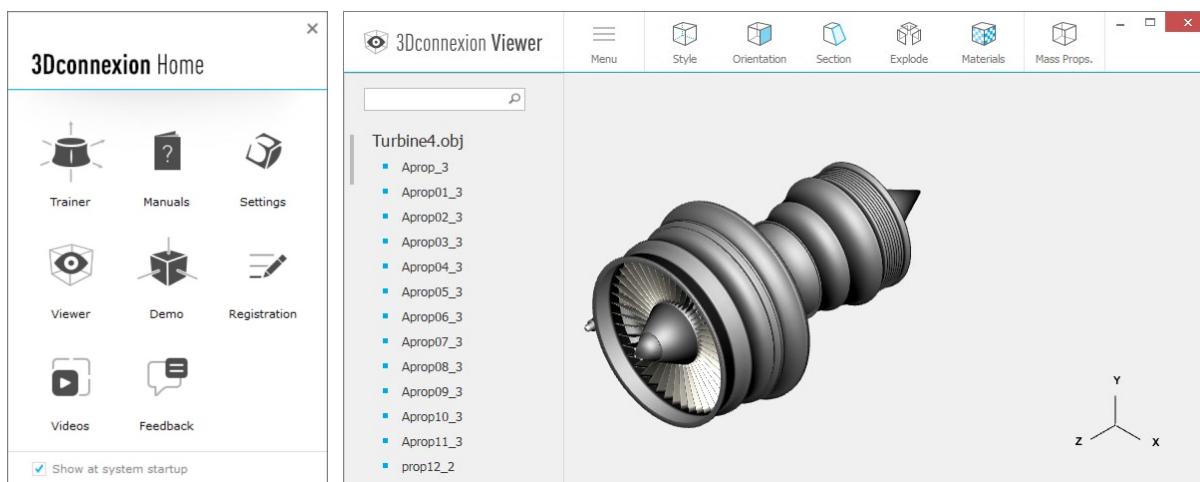 3Dconnexion Home
Trainer
Manuals
Settings
Viewer
Demo
Registration
Videos
Feedback
Show at system startup
3Dconnexion Viewer
Menu
Style
Orientation
Section
Explode
Materials
Mass Props.
Turbine4.obj
Aprop_3
Aprop01_3
Aprop02_3
Aprop03_3
Aprop04_3
Aprop05_3
Aprop06_3
Aprop07_3
Aprop08_3
Aprop09_3
Aprop10_3
Aprop11_3
prop12_2
Y
Z
X